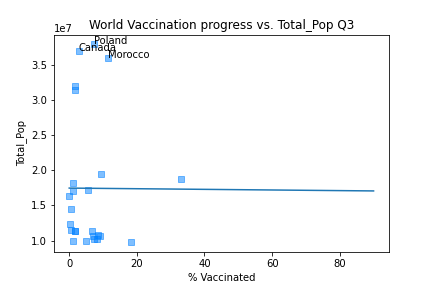 World Vaccination progress vs. Total_Pop Q3
1e7
Poland
Canada
Morocco
3.5
3.0
2.5
2.0
1.5
1.0
Total_Pop
0
20
40
60
80
% Vaccinated